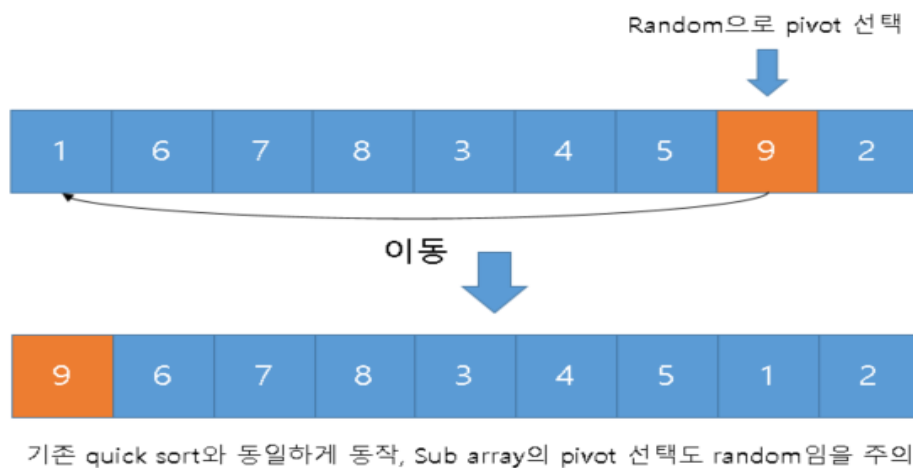 Random으로 pivot 선택
1 6 7 8 3 4 5 9 2
이동
9 6 7 8 3 4 5 1 2
기존 quick sort와 동일하게 동작, Sub array의 pivot 선택도 random임을 주의